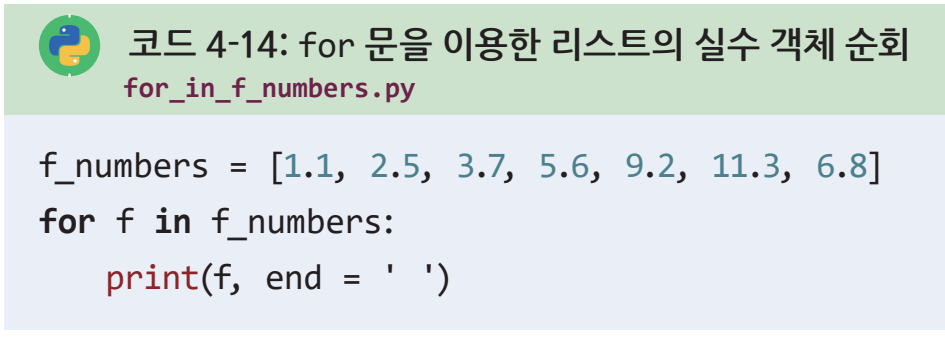 코드 4-14: for 문을 이용한 리스트의 실수 객체 순회
for_in_f_numbers.py
f_numbers = [1.1, 2.5, 3.7, 5.6, 9.2, 11.3, 6.8]
for f in f_numbers:
    print(f, end = ' ')